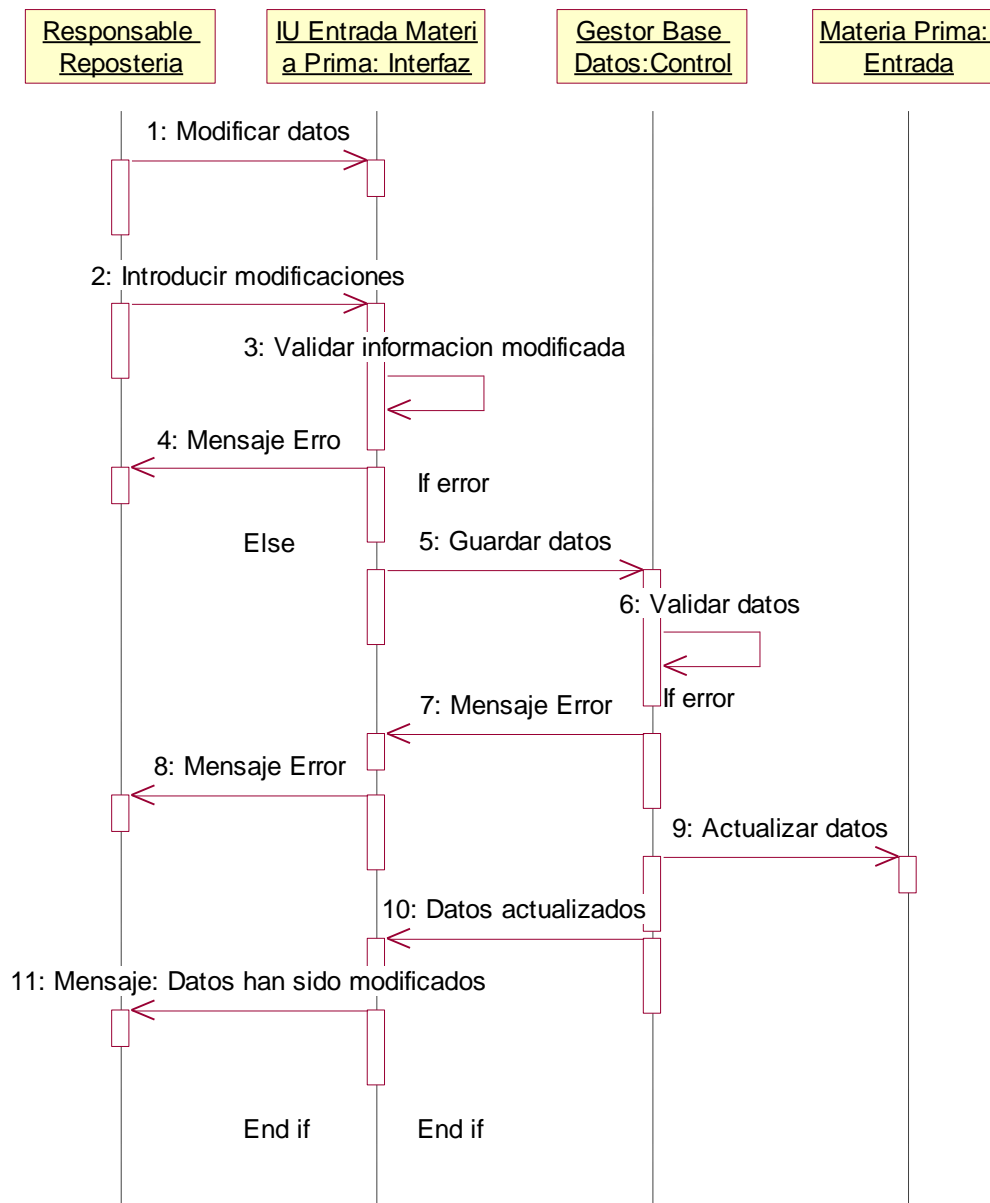 Responsable
Reposteria
IU Entrada Materi
a Prima: Interfaz
Gestor Base
Datos:Control
Materia Prima:
Entrada
1: Modificar datos
2: Introducir modificaciones
3: Validar informacion modificada
4: Mensaje Erro
If error
Else
5: Guardar datos
6: Validar datos
If error
7: Mensaje Error
8: Mensaje Error
9: Actualizar datos
10: Datos actualizados
11: Mensaje: Datos han sido modificados
End if
End if